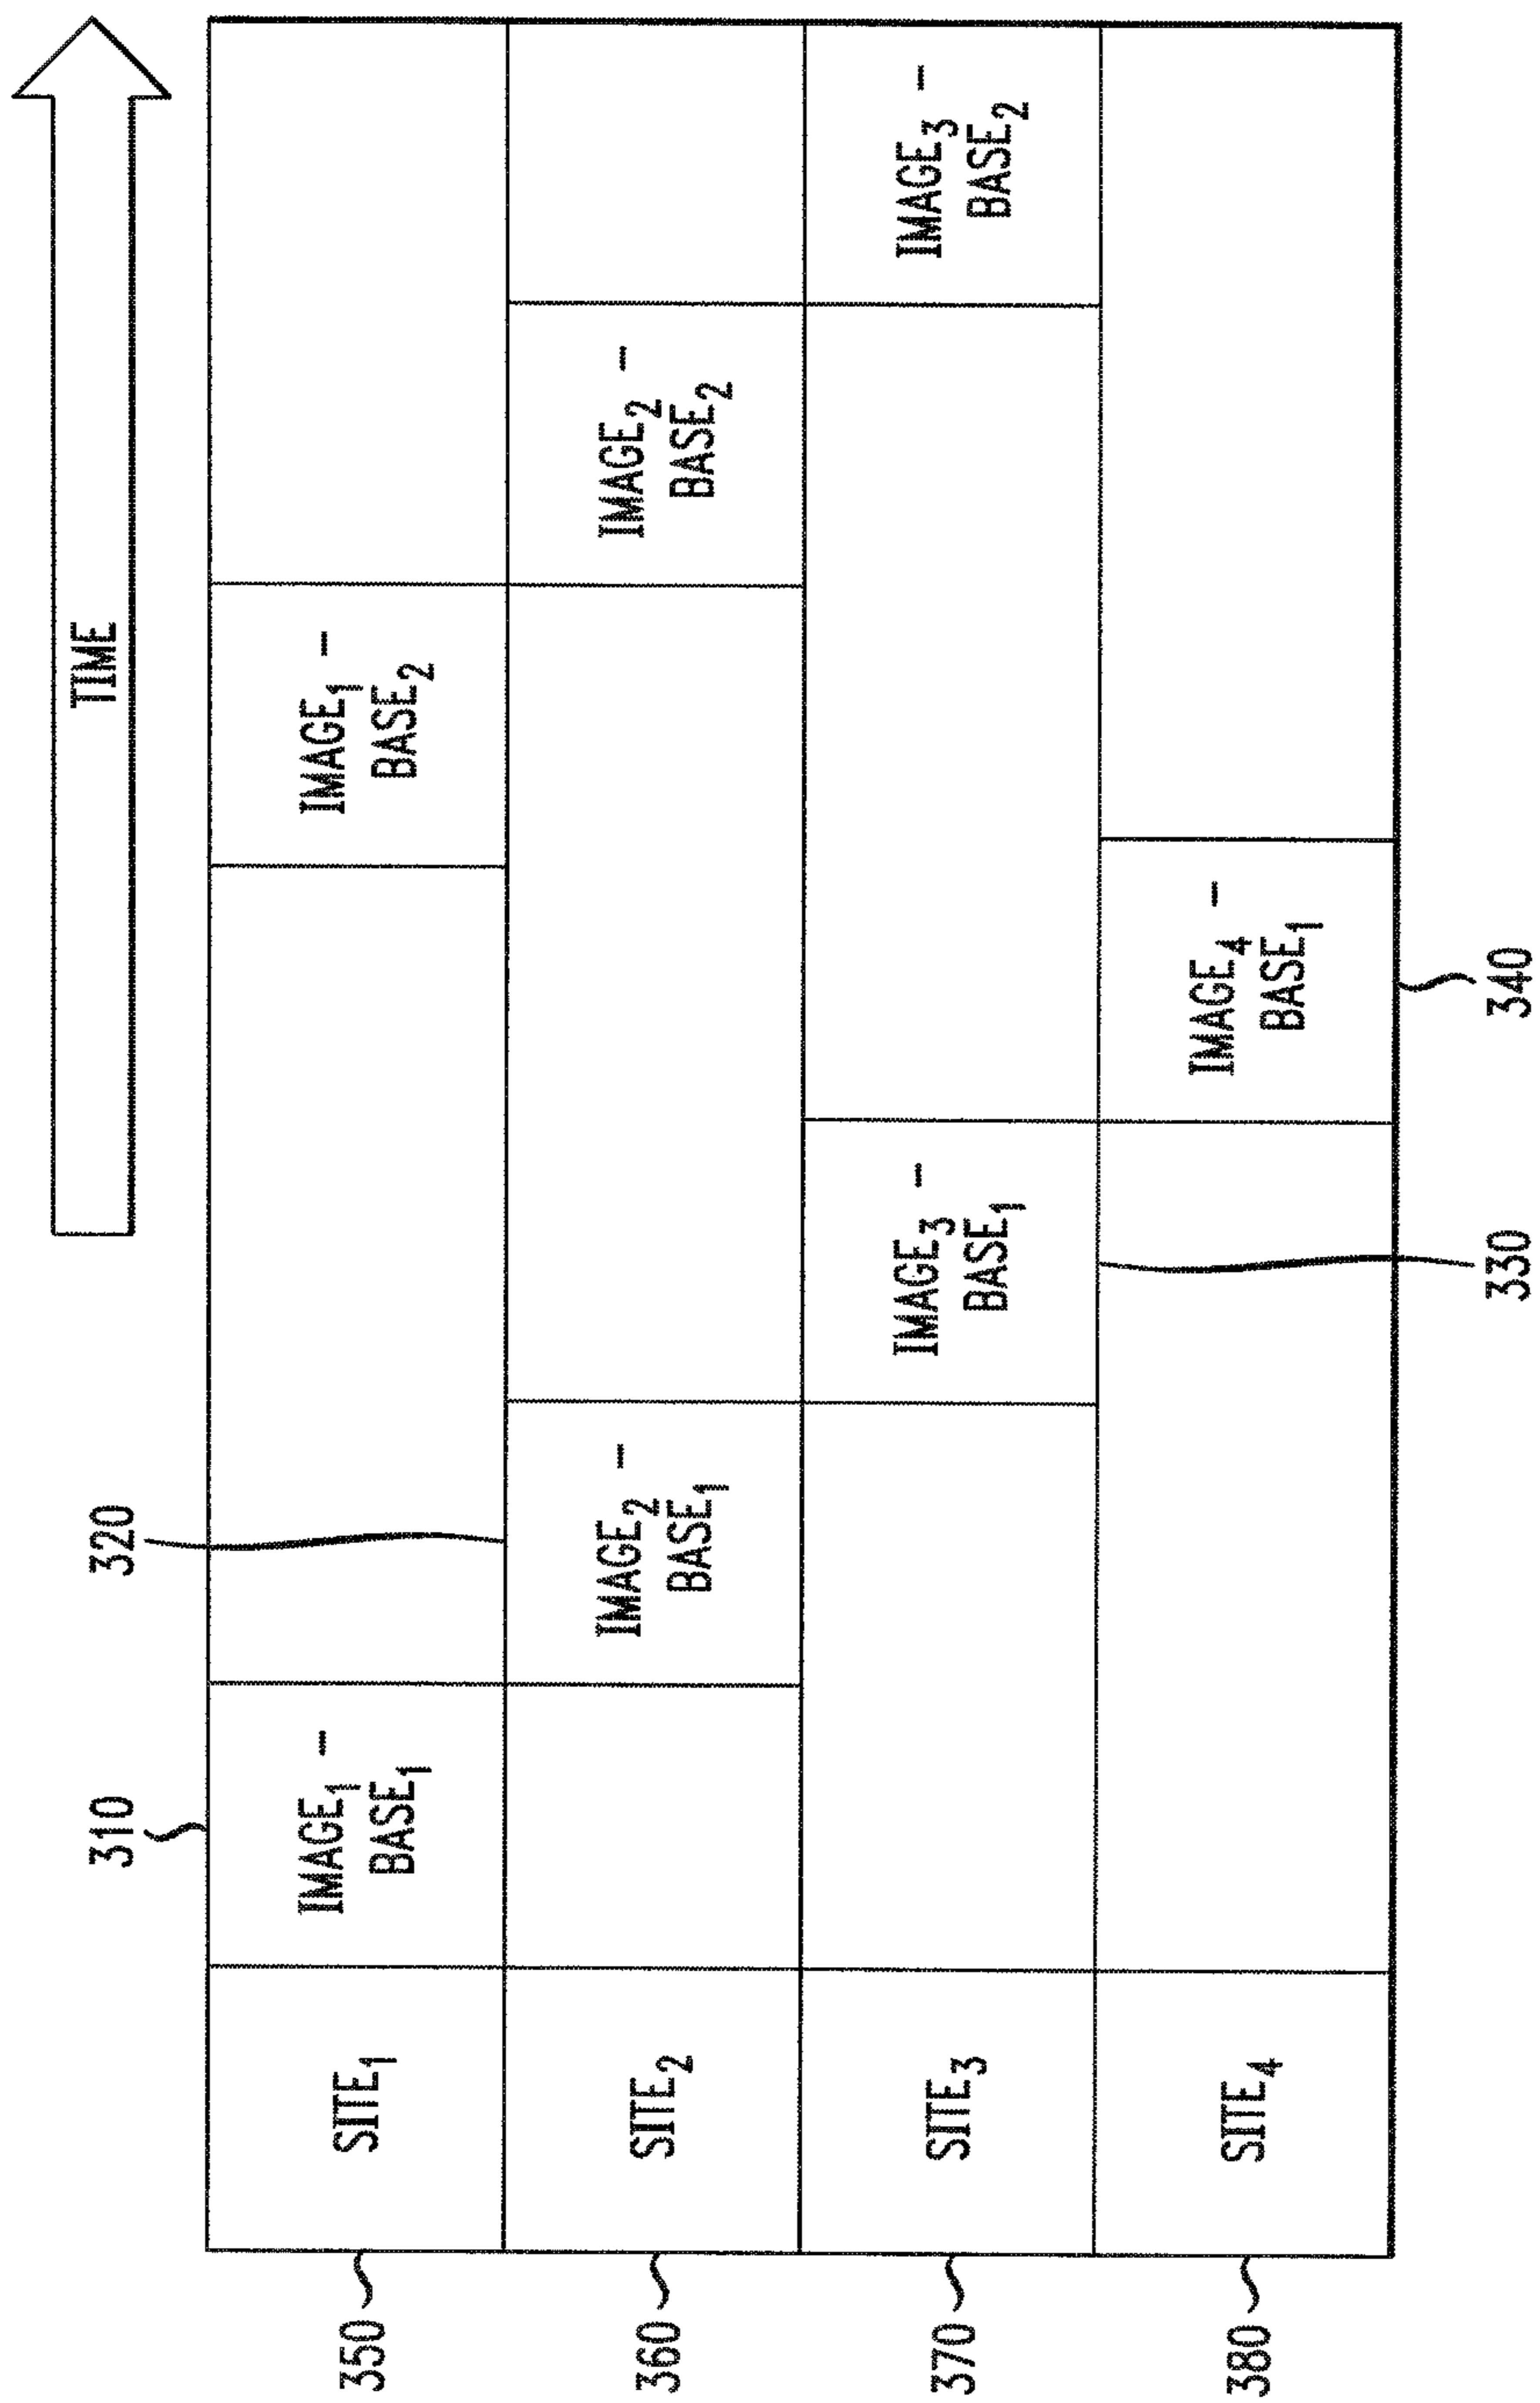 TIME
310
320
350
SITE₁
IMAGE₁ –
BASE₁
IMAGE₁ –
BASE₂
360
SITE₂
IMAGE₂ –
BASE₁
IMAGE₂ –
BASE₂
370
SITE₃
IMAGE₃ –
BASE₁
IMAGE₃ –
BASE₂
380
SITE₄
IMAGE₄ –
BASE₁
330
340